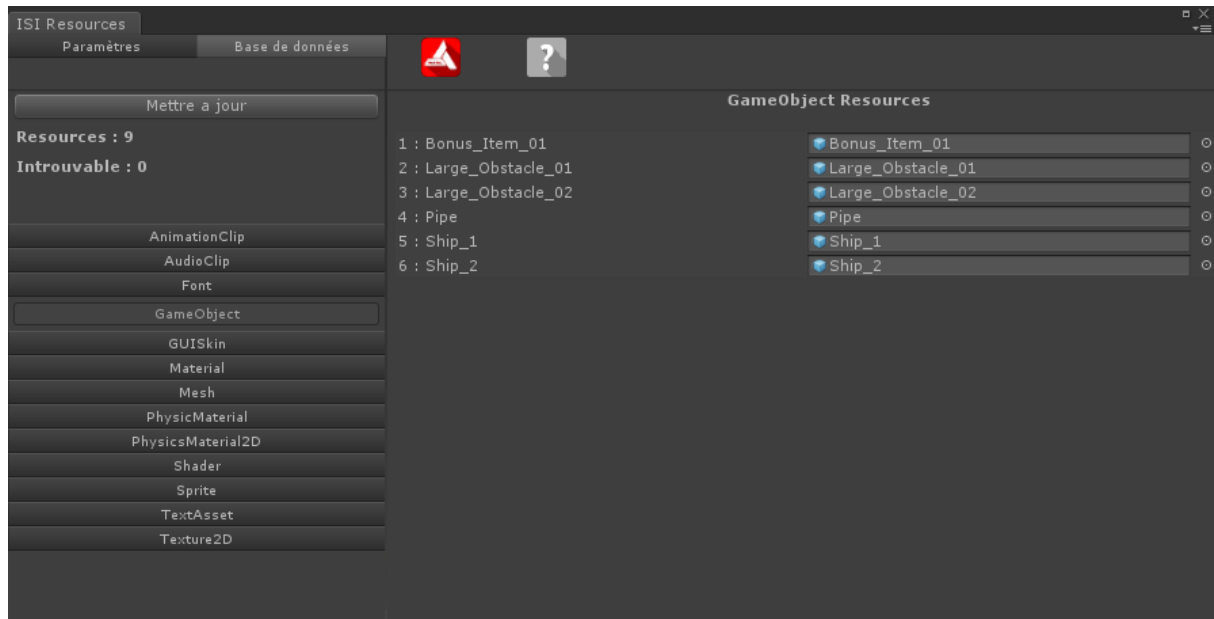 ISI Resources
Paramètres Base de données
?
Mettre a jour
GameObject Resources
Resources : 9
Introuvable : 0
1 : Bonus_Item_01 Bonus_Item_01
2 : Large_Obstacle_01 Large_Obstacle_01
3 : Large_Obstacle_02 Large_Obstacle_02
4 : Pipe Pipe
5 : Ship_1 Ship_1
6 : Ship_2 Ship_2
AnimationClip
AudioClip
Font
GameObject
GUISkin
Material
Mesh
PhysicMaterial
PhysicsMaterial2D
Shader
Sprite
TextAsset
Texture2D